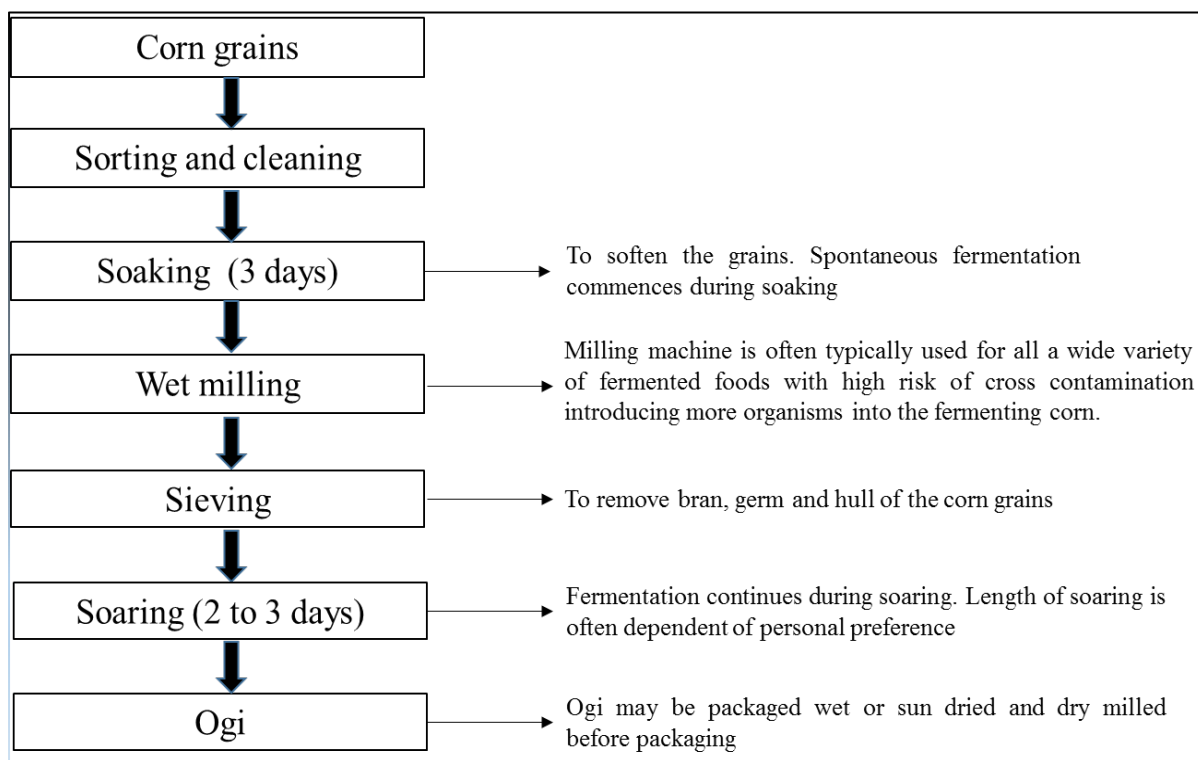 Corn grains
Sorting and cleaning
Soaking (3 days)
To soften the grains. Spontaneous fermentation
commences during soaking
Wet milling
Milling machine is often typically used for all a wide variety
of fermented foods with high risk of cross contamination
introducing more organisms into the fermenting corn.
Sieving
To remove bran, germ and hull of the corn grains
Soaring (2 to 3 days)
Fermentation continues during soaring. Length of soaring is
often dependent of personal preference
Ogi
Ogi may be packaged wet or sun dried and dry milled
before packaging